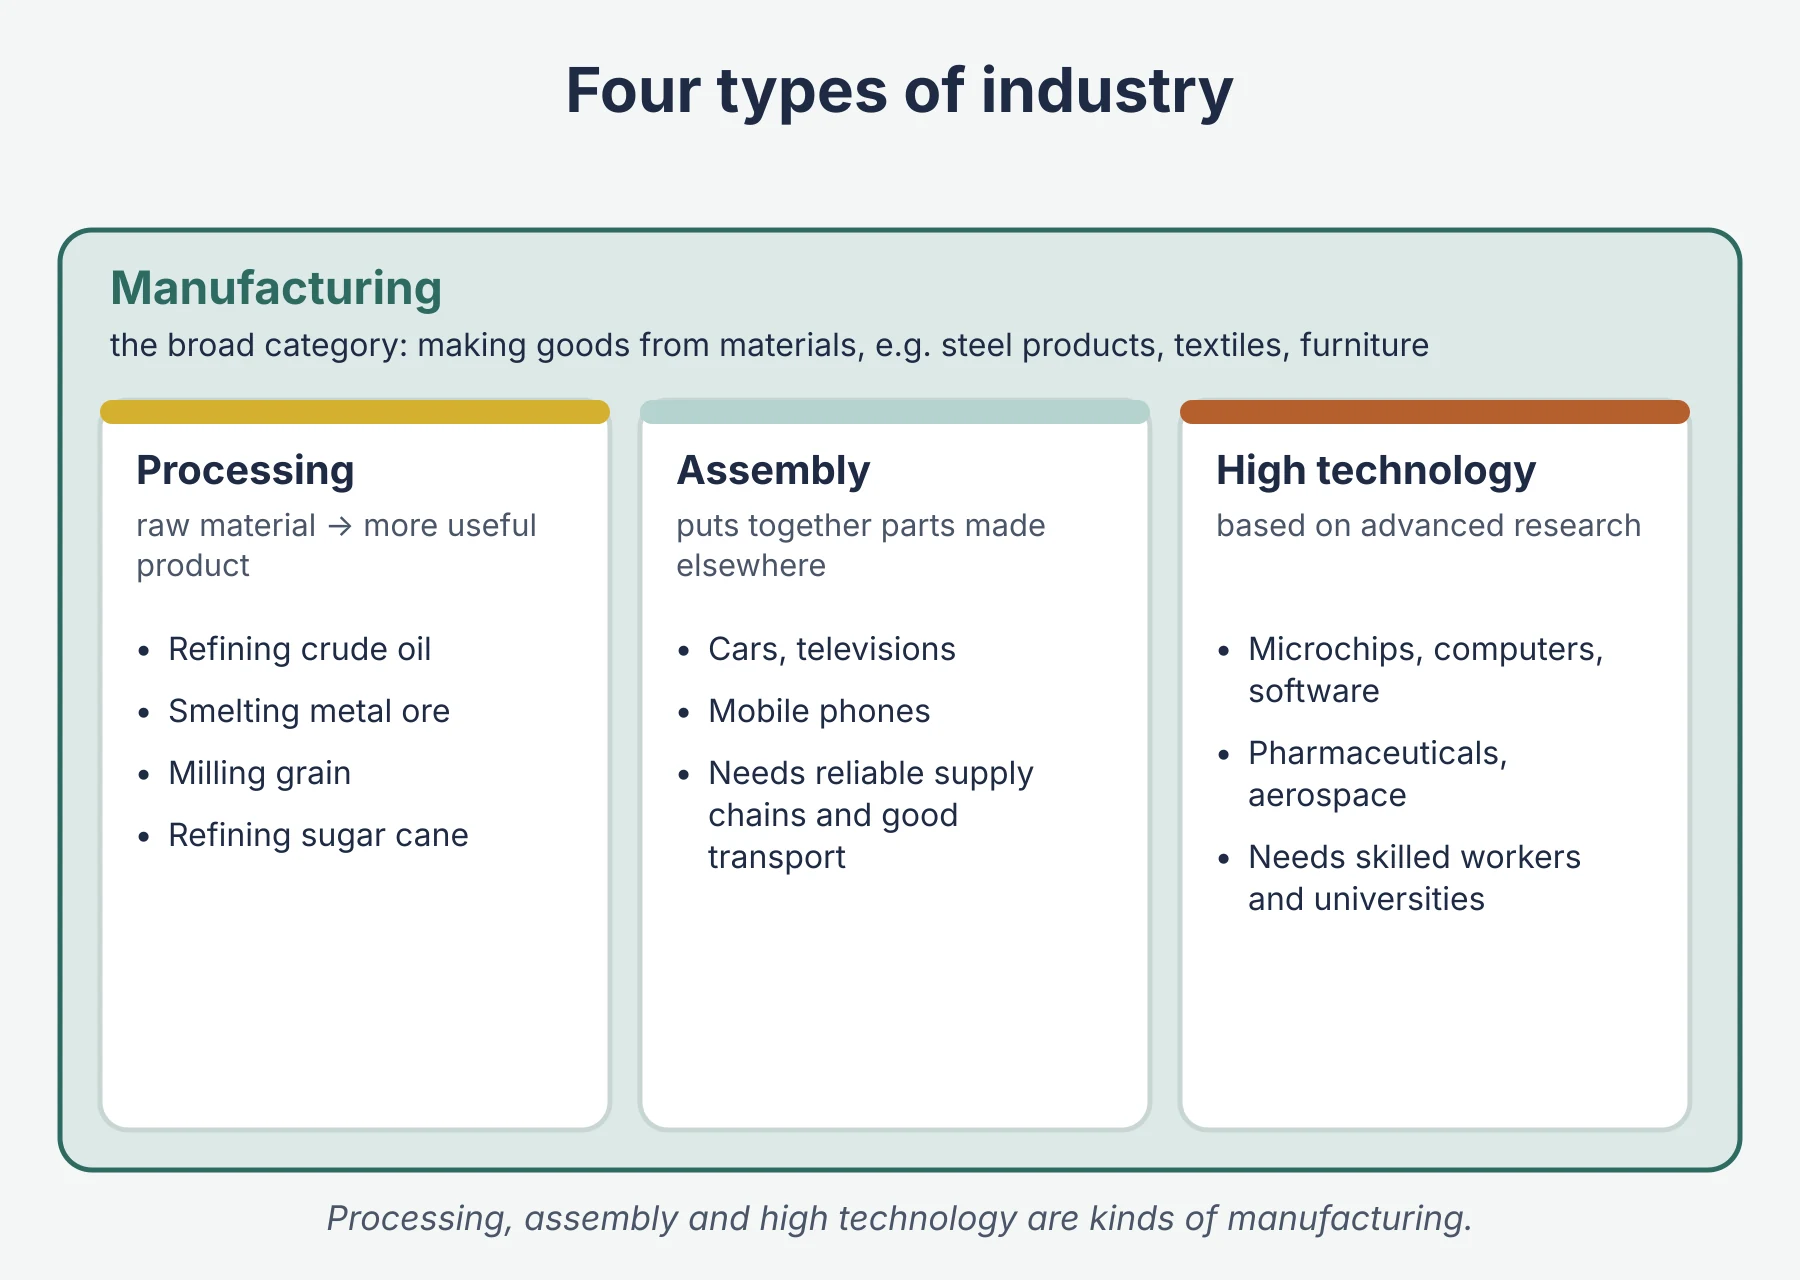 Four types of industry
Manufacturing
the broad category: making goods from materials, e.g. steel products, textiles, furniture
Processing
raw material → more useful
product
• Refining crude oil
• Smelting metal ore
• Milling grain
• Refining sugar cane
Assembly
puts together parts made
elsewhere
• Cars, televisions
• Mobile phones
• Needs reliable supply
chains and good
transport
High technology
based on advanced research
• Microchips, computers,
software
• Pharmaceuticals,
aerospace
• Needs skilled workers
and universities
Processing, assembly and high technology are kinds of manufacturing.